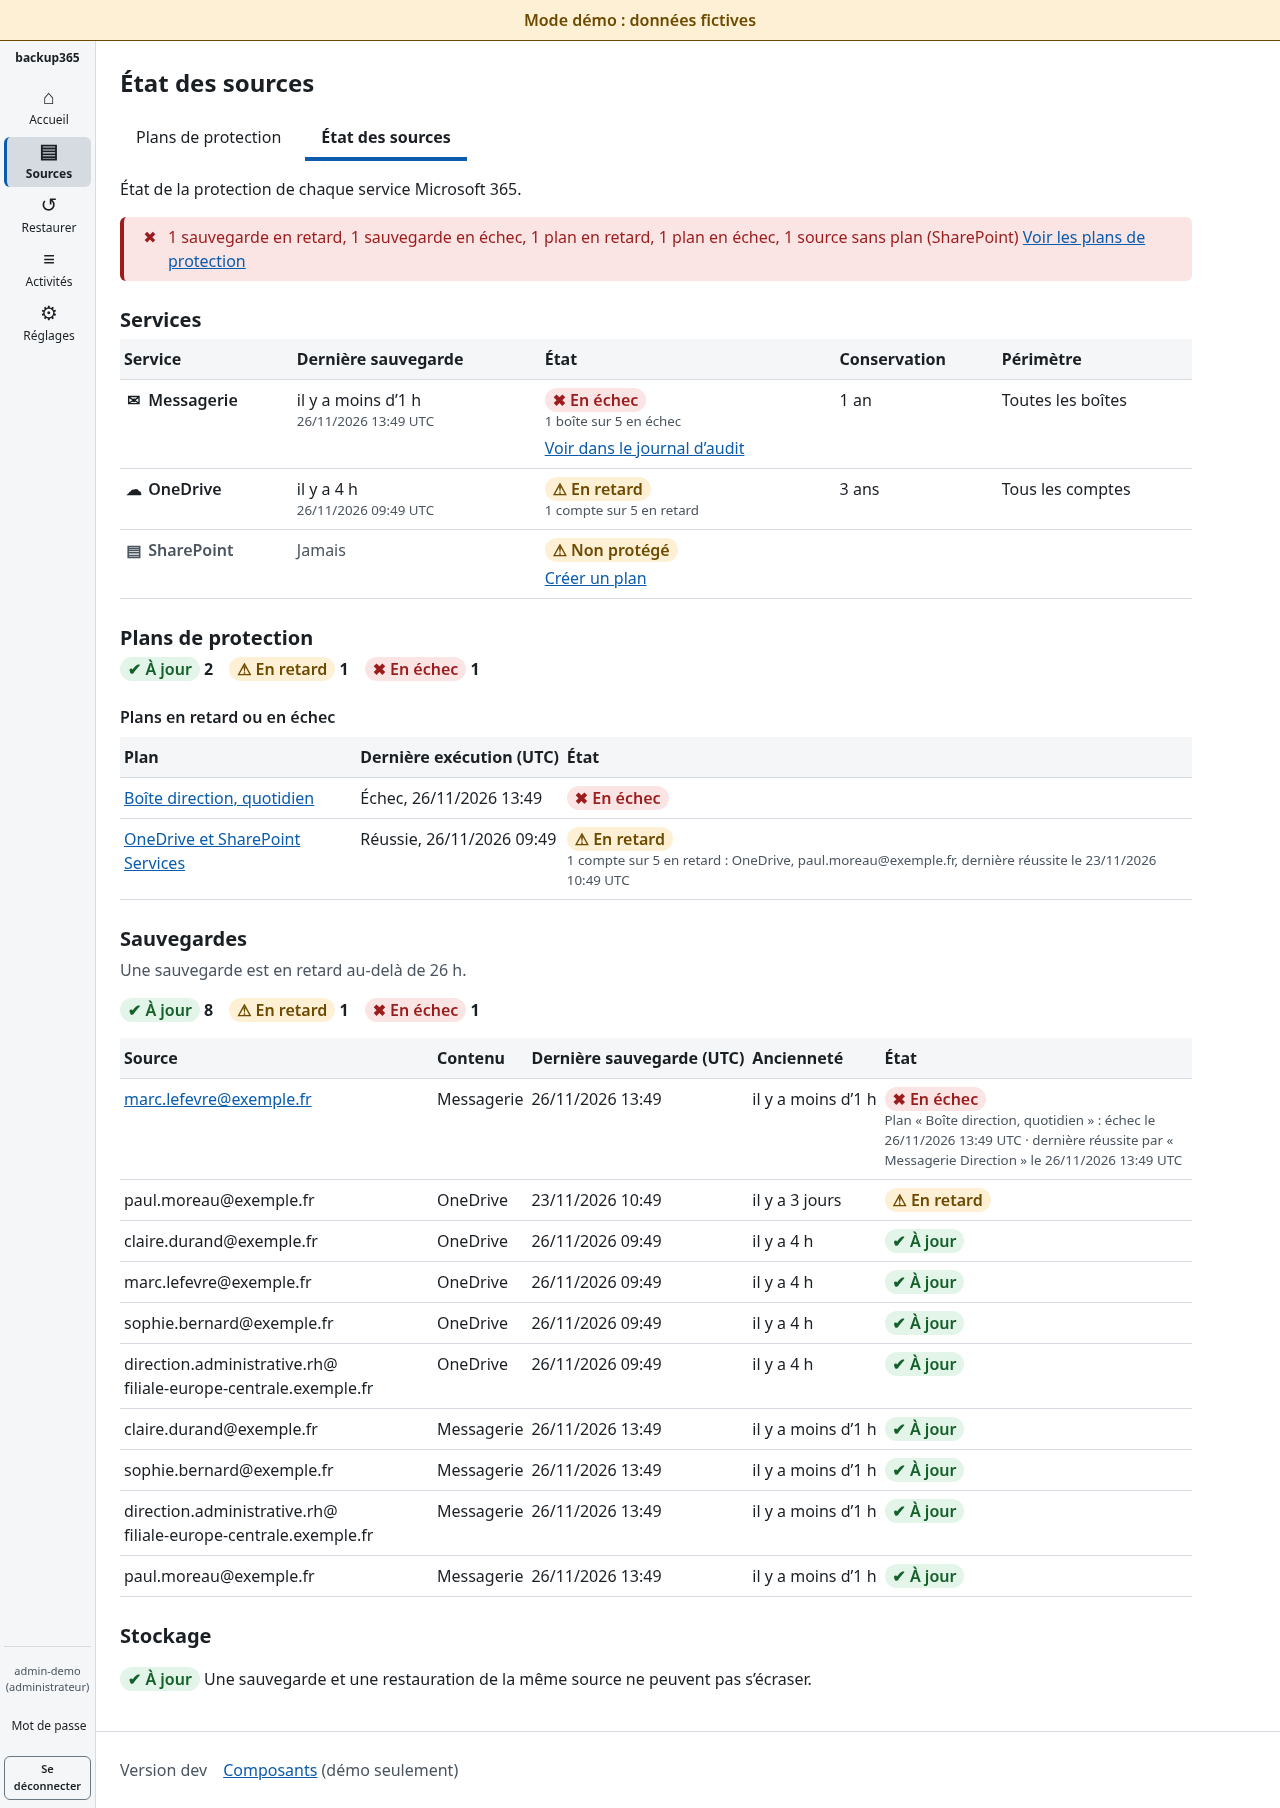 Mode démo : données fictives
backup365
Accueil
Sources
Restaurer
Activités
Réglages
État des sources
Plans de protection État des sources
État de la protection de chaque service Microsoft 365.
✖ 1 sauvegarde en retard, 1 sauvegarde en échec, 1 plan en retard, 1 plan en échec, 1 source sans plan (SharePoint) Voir les plans de
protection
Services
Service Dernière sauvegarde État Conservation Périmètre
Messagerie il y a moins d’1 h ✖ En échec 1 an Toutes les boîtes
26/11/2026 13:49 UTC 1 boîte sur 5 en échec
Voir dans le journal d’audit
OneDrive il y a 4 h ⚠ En retard 3 ans Tous les comptes
26/11/2026 09:49 UTC 1 compte sur 5 en retard
SharePoint Jamais ⚠ Non protégé
Créer un plan
Plans de protection
✔ À jour 2 ⚠ En retard 1 ✖ En échec 1
Plans en retard ou en échec
Plan Dernière exécution (UTC) État
Boîte direction, quotidien Échec, 26/11/2026 13:49 ✖ En échec
OneDrive et SharePoint Réussie, 26/11/2026 09:49 ⚠ En retard
Services 1 compte sur 5 en retard : OneDrive, paul.moreau@exemple.fr, dernière réussite le 23/11/2026
10:49 UTC
Sauvegardes
Une sauvegarde est en retard au-delà de 26 h.
✔ À jour 8 ⚠ En retard 1 ✖ En échec 1
Source Contenu Dernière sauvegarde (UTC) Ancienneté État
marc.lefevre@exemple.fr Messagerie 26/11/2026 13:49 il y a moins d’1 h ✖ En échec
Plan « Boîte direction, quotidien » : échec le
26/11/2026 13:49 UTC · dernière réussite par «
Messagerie Direction » le 26/11/2026 13:49 UTC
paul.moreau@exemple.fr OneDrive 23/11/2026 10:49 il y a 3 jours ⚠ En retard
claire.durand@exemple.fr OneDrive 26/11/2026 09:49 il y a 4 h ✔ À jour
marc.lefevre@exemple.fr OneDrive 26/11/2026 09:49 il y a 4 h ✔ À jour
sophie.bernard@exemple.fr OneDrive 26/11/2026 09:49 il y a 4 h ✔ À jour
direction.administrative.rh@ OneDrive 26/11/2026 09:49 il y a 4 h ✔ À jour
filiale-europe-centrale.exemple.fr
claire.durand@exemple.fr Messagerie 26/11/2026 13:49 il y a moins d’1 h ✔ À jour
sophie.bernard@exemple.fr Messagerie 26/11/2026 13:49 il y a moins d’1 h ✔ À jour
direction.administrative.rh@ Messagerie 26/11/2026 13:49 il y a moins d’1 h ✔ À jour
filiale-europe-centrale.exemple.fr
paul.moreau@exemple.fr Messagerie 26/11/2026 13:49 il y a moins d’1 h ✔ À jour
Stockage
✔ À jour Une sauvegarde et une restauration de la même source ne peuvent pas s’écraser.
admin-demo
(administrateur)
Mot de passe
Se
déconnecter
Version dev Composants (démo seulement)